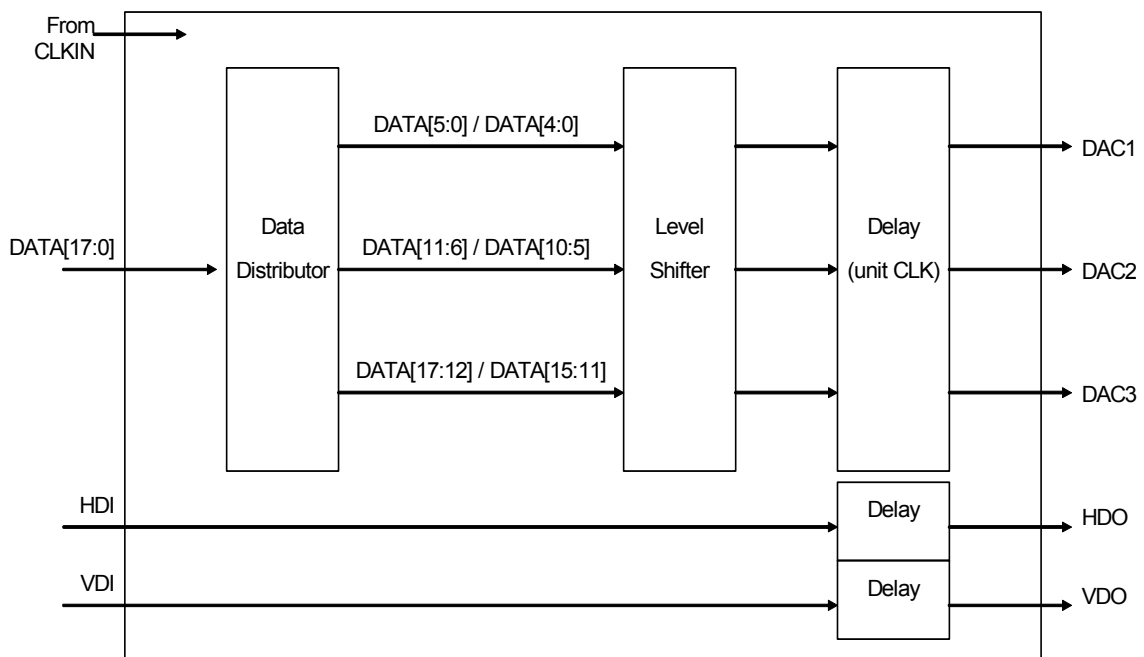 From
CLKIN
DATA[5:0] / DATA[4:0]
DAC1
DATA[17:0]
Data
Distributor
DATA[11:6] / DATA[10:5]
Level
Shifter
Delay
(unit CLK)
DAC2
DATA[17:12] / DATA[15:11]
DAC3
HDI
Delay
HDO
VDI
Delay
VDO